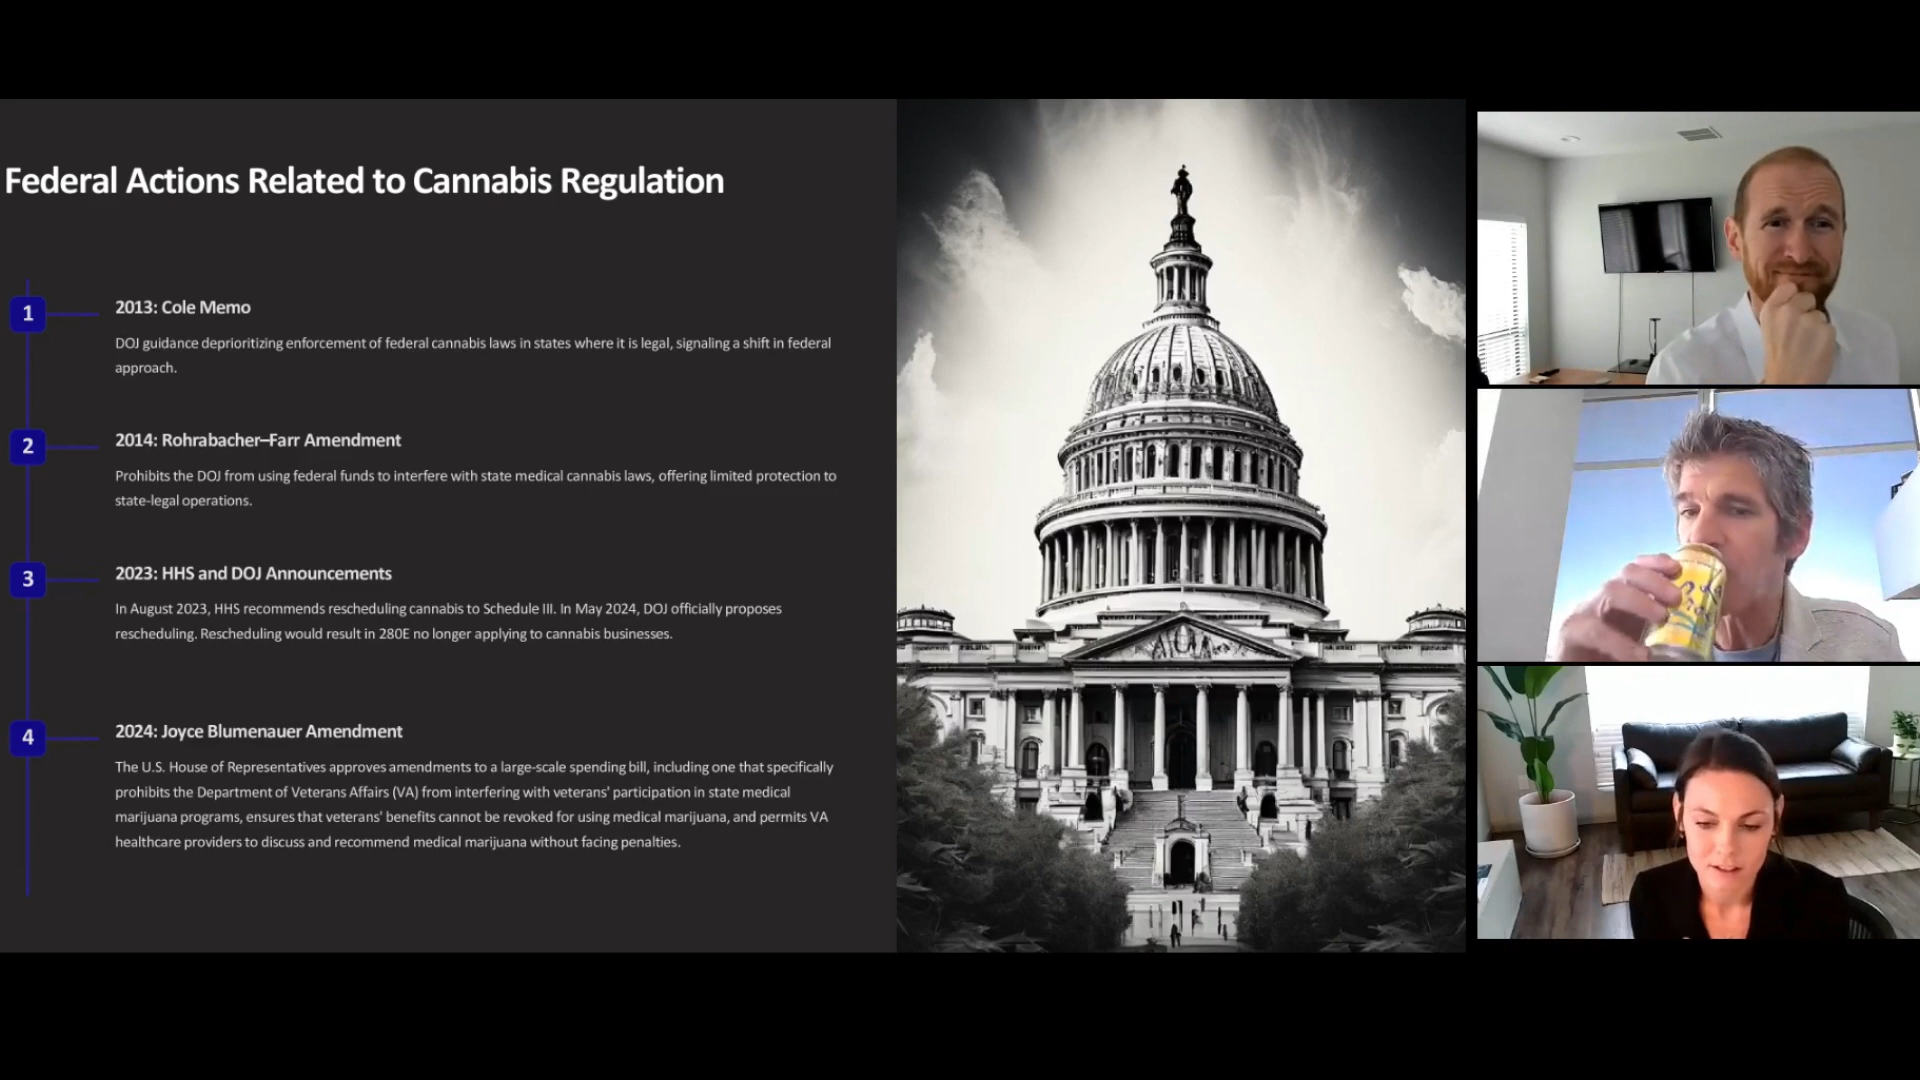 Federal Actions Related to Cannabis Regulation
1
2013: Cole Memo
DOJ guidance deprioritizing enforcement of federal cannabis laws in states where it is legal, signaling a shift in federal
approach.
2
2014: Rohrabacher–Farr Amendment
Prohibits the DOJ from using federal funds to interfere with state medical cannabis laws, offering limited protection to
state-legal operations.
3
2023: HHS and DOJ Announcements
In August 2023, HHS recommends rescheduling cannabis to Schedule III. In May 2024, DOJ officially proposes
rescheduling. Rescheduling would result in 280E no longer applying to cannabis businesses.
4
2024: Joyce Blumenauer Amendment
The U.S. House of Representatives approves amendments to a large-scale spending bill, including one that specifically
prohibits the Department of Veterans Affairs (VA) from interfering with veterans' participation in state medical
marijuana programs, ensures that veterans' benefits cannot be revoked for using medical marijuana, and permits VA
healthcare providers to discuss and recommend medical marijuana without facing penalties.